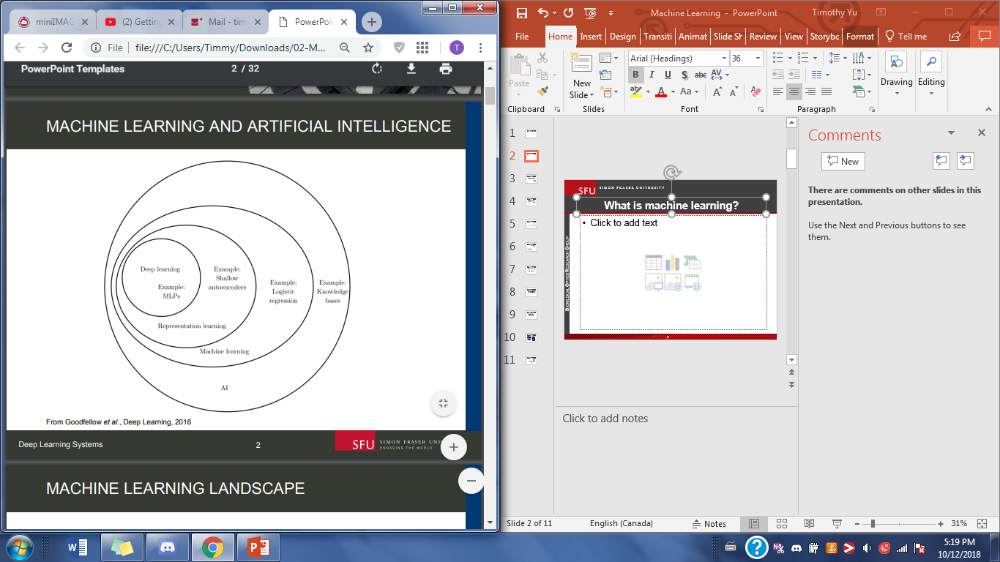 miniIMAG
(2) Getting
Mail - tim
PowerPoin
File
file:///C:/Users/Timmy/Downloads/02-M...
T
PowerPoint Templates
2 / 32
MACHINE LEARNING AND ARTIFICIAL INTELLIGENCE
Deep learning
Example:
MLPs
Example:
Shallow
autoencoders
Example:
Logistic
regression
Example:
Knowledge
bases
Representation learning
Machine learning
AI
From Goodfellow et al., Deep Learning, 2016
Deep Learning Systems
2
SFU
SIMON FRASER UNI
ENGAGING THE WORLD
MACHINE LEARNING LANDSCAPE
Machine Learning - PowerPoint
Timothy Yu
File Home Insert Design Transiti Animat Slide Sh Review View Storybc Format Tell me
Paste
New
Slide
Arial (Headings)
36
B I U S abc AV
A Aa A A
Drawing
Editing
Clipboard
Slides
Font
Paragraph
1
2
3
4
5
6
7
8
9
10
11
SFU
SIMON FRASER UNIVERSITY
What is machine learning?
• Click to add text
BIOMEDICAL OPTICS RESEARCH GROUP
Click to add notes
Comments
New
There are comments on other slides in this
presentation.
Use the Next and Previous buttons to see
them.
Slide 2 of 11
English (Canada)
Notes
31%
5:19 PM
10/12/2018